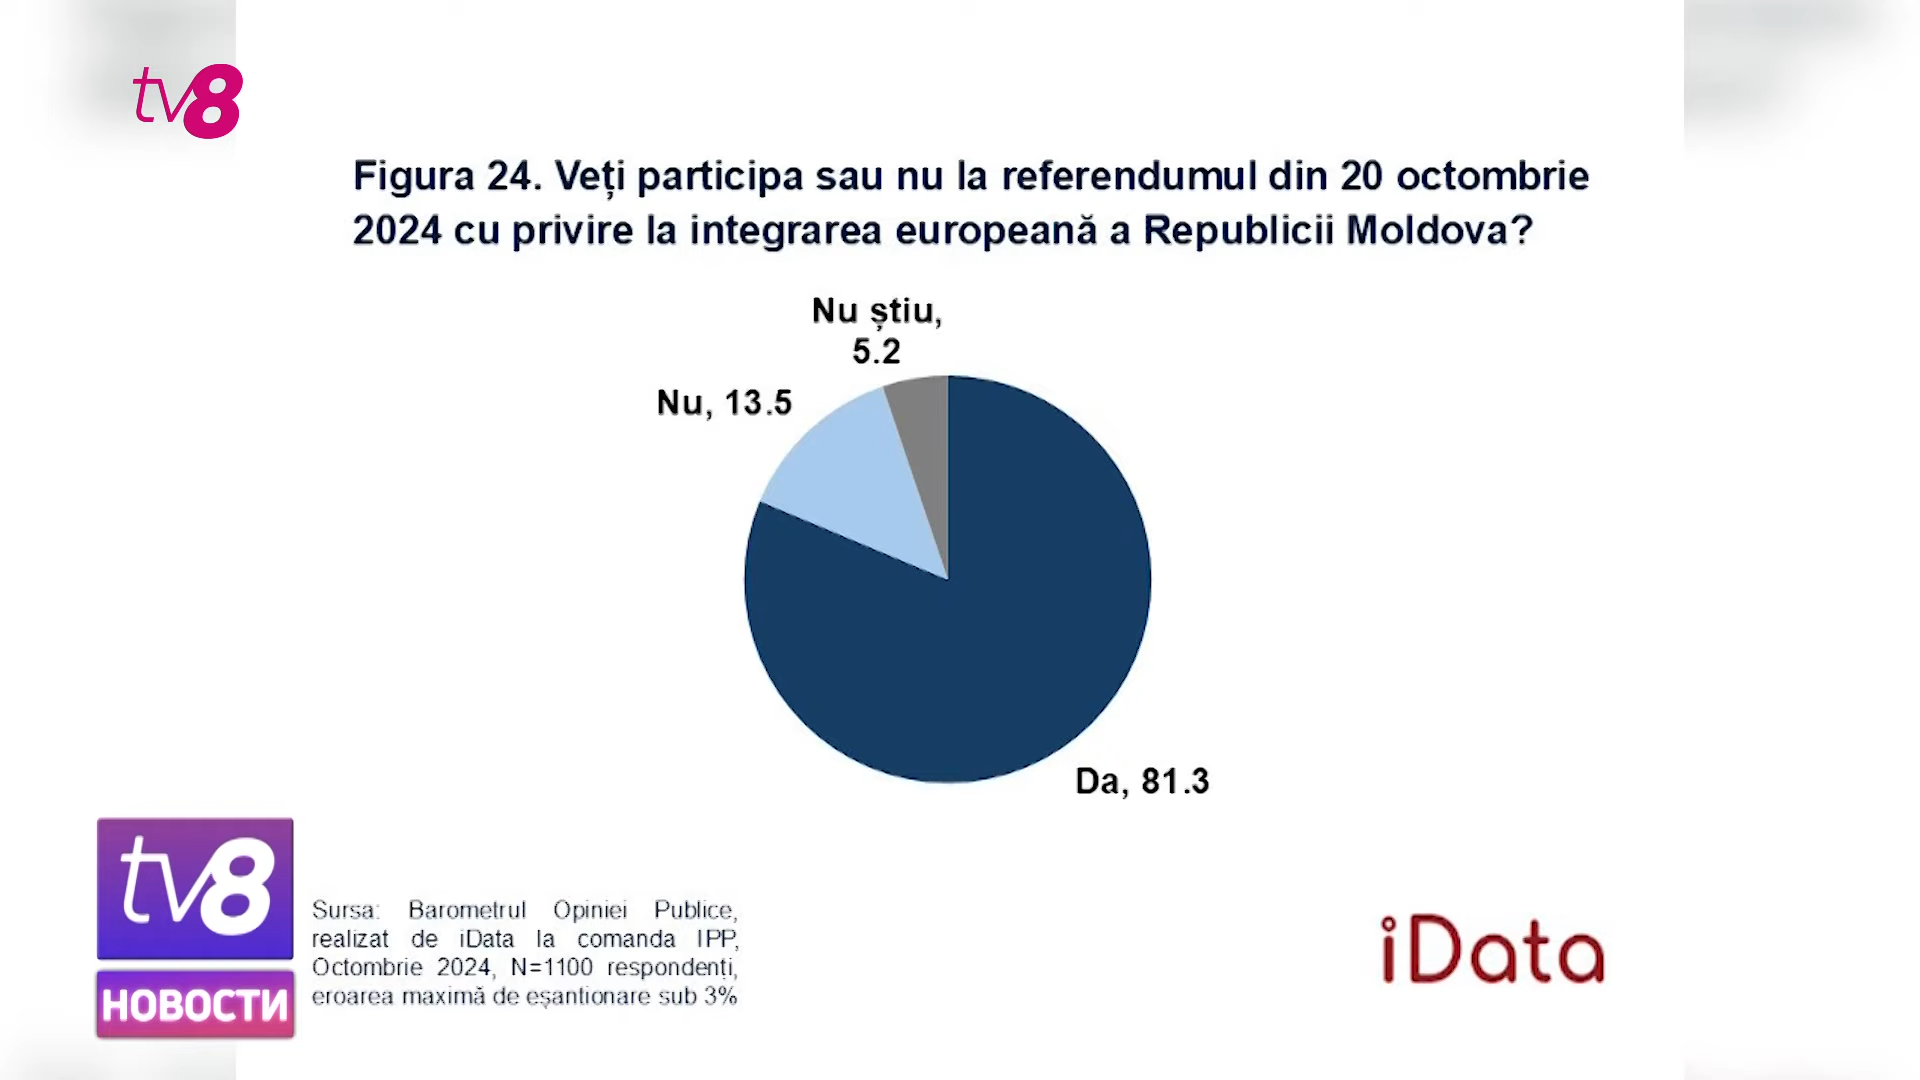 tv8
Figura 24. Veți participa sau nu la referendumul din 20 octombrie
2024 cu privire la integrarea europeană a Republicii Moldova?
Nu știu,
5.2
Nu, 13.5
Da, 81.3
tv8
НОВОСТИ
Sursa: Barometrul Opiniei Publice,
realizat de iData la comanda IPP,
Octombrie 2024, N=1100 respondenți,
eroarea maximă de eșantionare sub 3%
iData